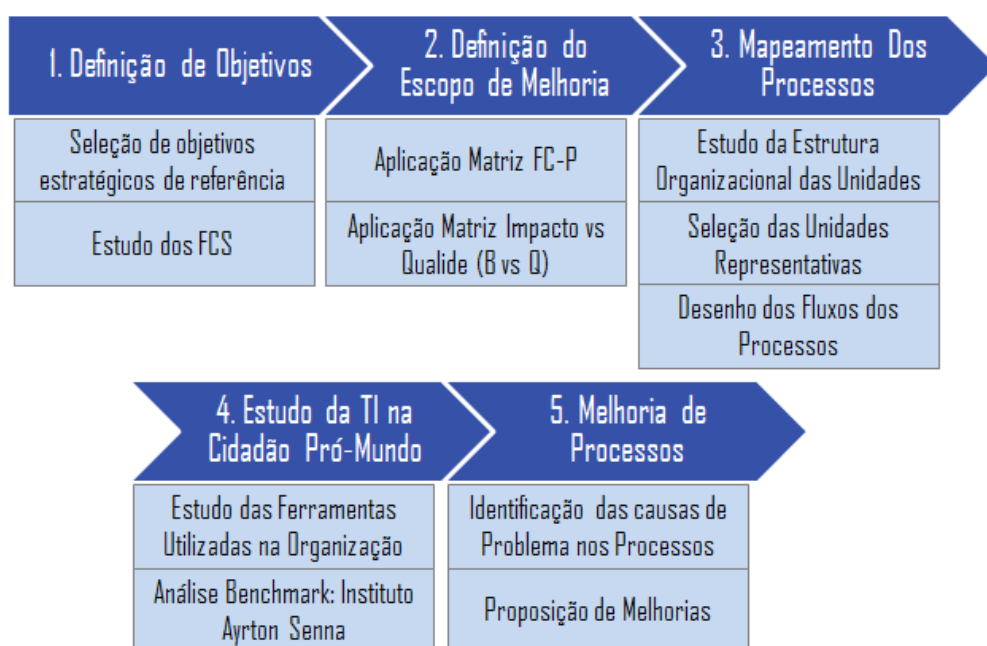 1. Definição de Objetivos
Seleção de objetivos
estratégicos de referência
Estudo dos FCS
2. Definição do
Escopo de Melhoria
Aplicação Matriz FC-P
Aplicação Matriz Impacto vs
Qualide (B vs Q)
3. Mapeamento Dos
Processos
Estudo da Estrutura
Organizacional das Unidades
Seleção das Unidades
Representativas
Desenho dos Fluxos dos
Processos
4. Estudo da TI na
Cidadão Pró-Mundo
Estudo das Ferramentas
Utilizadas na Organização
Análise Benchmark: Instituto
Ayrton Senna
5. Melhoria de
Processos
Identificação das causas de
Problema nos Processos
Proposição de Melhorias